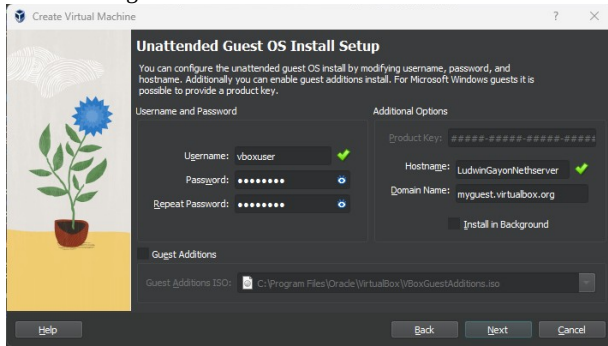 Create Virtual Machine
Unattended Guest OS Install Setup
You can configure the unattended guest OS install by modifying username, password, and
hostname. Additionally you can enable guest additions install. For Microsoft Windows guests it is
possible to provide a product key.
Username and Password
Username: vboxuser
Password: ••••••••
Repeat Password: ••••••••
Additional Options
Product Key: #####-#####-#####-#####
Hostname: LudwinGayonNethserver
Domain Name: myguest.virtualbox.org
Install in Background
Guest Additions
Guest Additions ISO: C:\Program Files\Oracle\VirtualBox\VBoxGuestAdditions.iso
Help
Back
Next
Cancel